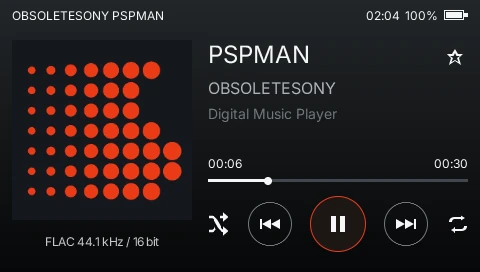 OBSOLETESONY PSPMAN
02:04 100%
PSPMAN
OBSOLETESONY
Digital Music Player
00:06 00:30
FLAC 44.1 kHz / 16 bit